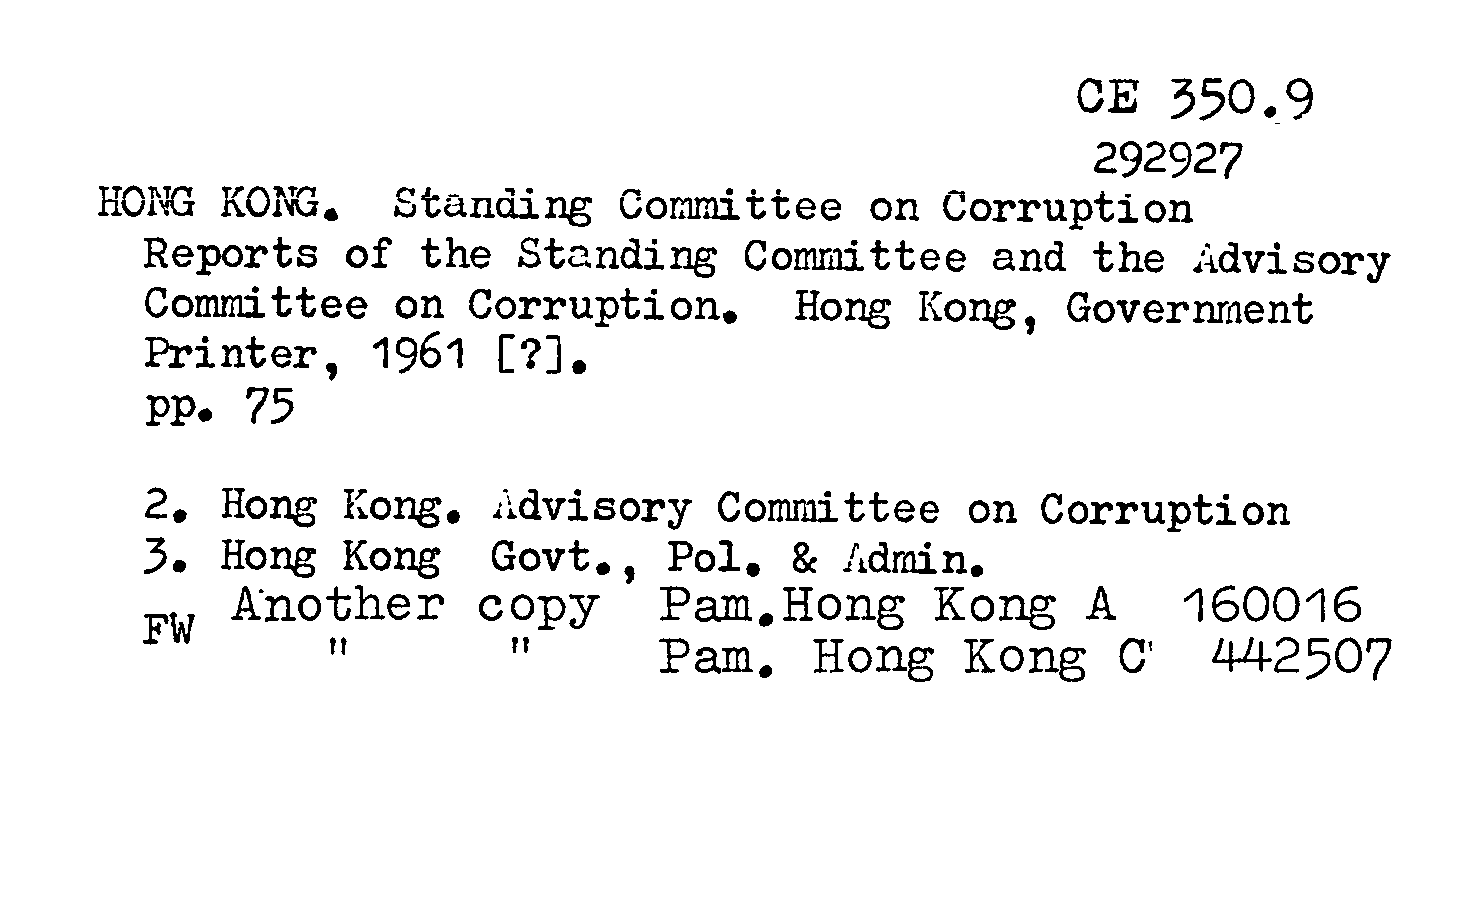 CE 350.9
292927
HONG KONG. Standing Committee on Corruption
Reports of the Standing Committee and the Advisory
Committee on Corruption. Hong Kong, Government
Printer, 1961 [?].
pp. 75
2. Hong Kong. Advisory Committee on Corruption
3. Hong Kong Govt., Pol. & Admin.
Another copy Pam.Hong Kong A 160016
FW " " Pam. Hong Kong C 442507